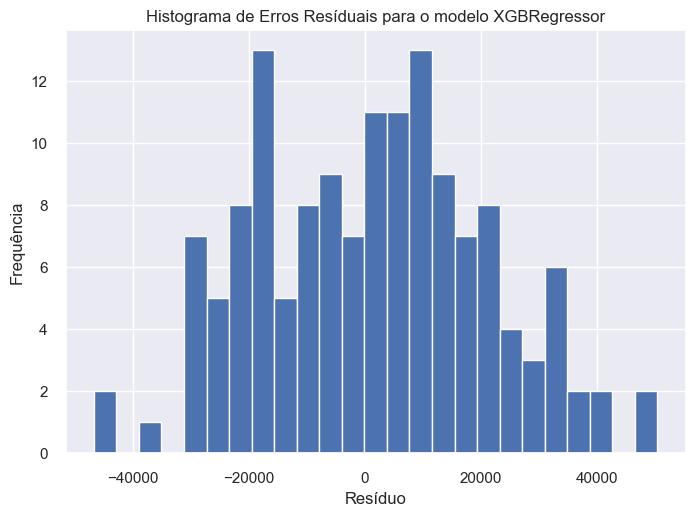 Histograma de Erros Resíduais para o modelo XGBRegressor
12
10
8
6
4
2
0
Frequência
−40000 −20000 0 20000 40000
Resíduo